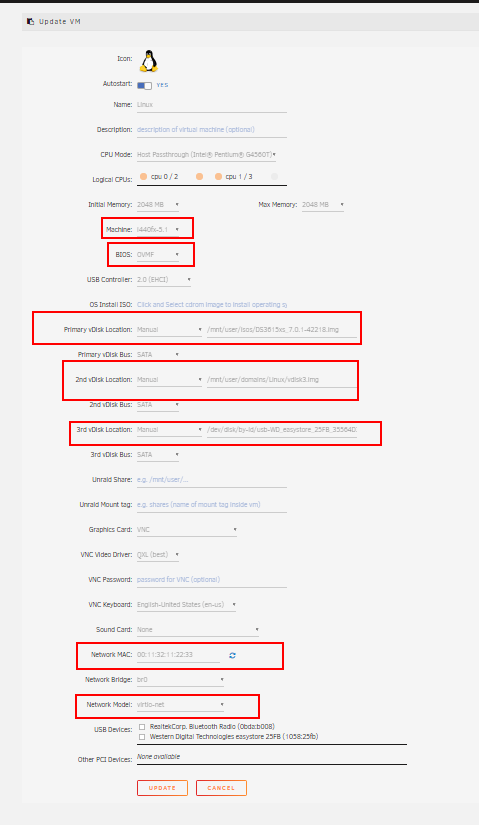 Update VM
Icon:
Autostart: YES
Name: Linux
Description: description of virtual machine (optional)
CPU Mode: Host Passthrough (Intel® Pentium® G4560T)
Logical CPUs: cpu 0 / 2 cpu 1 / 3
Initial Memory: 2048 MB Max Memory: 2048 MB
Machine: i440fx-5.1
BIOS: OVMF
USB Controller: 2.0 (EHCI)
OS Install ISO: Click and Select cdrom image to install operating sy
Primary vDisk Location: Manual /mnt/user/isos/DS3615xs_7.0.1-42218.img
Primary vDisk Bus: SATA
2nd vDisk Location: Manual /mnt/user/domains/Linux/vdisk3.img
2nd vDisk Bus: SATA
3rd vDisk Location: Manual /dev/disk/by-id/usb-WD_easystore_25FB_355640
3rd vDisk Bus: SATA
Unraid Share: e.g. /mnt/user/...
Unraid Mount tag: e.g. shares (name of mount tag inside vm)
Graphics Card: VNC
VNC Video Driver: QXL (best)
VNC Password: password for VNC (optional)
VNC Keyboard: English-United States (en-us)
Sound Card: None
Network MAC: 00:11:32:11:22:33
Network Bridge: br0
Network Model: virtio-net
USB Devices: RealtekCorp. Bluetooth Radio (0bda:b008)
Western Digital Technologies easystore 25FB (1058:25fb)
Other PCI Devices: None available
UPDATE CANCEL